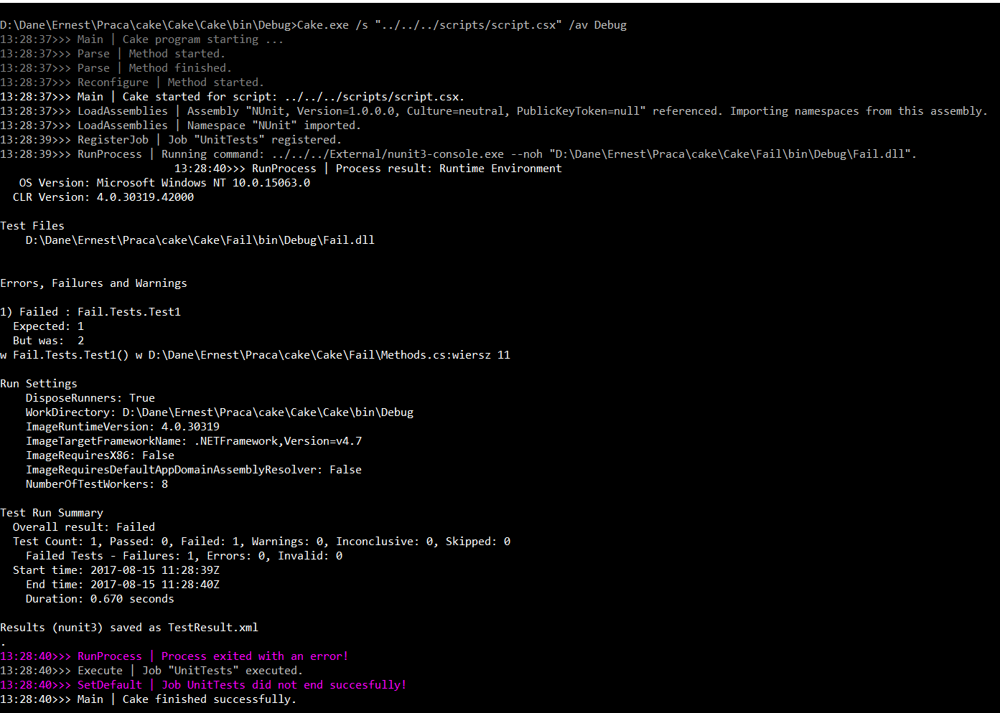 D:\Dane\Ernest\Praca\cake\Cake\Cake\bin\Debug>Cake.exe /s "../../../scripts/script.csx" /av Debug
13:28:37>>> Main | Cake program starting ...
13:28:37>>> Parse | Method started.
13:28:37>>> Parse | Method finished.
13:28:37>>> Reconfigure | Method started.
13:28:37>>> Main | Cake started for script: ../../../scripts/script.csx.
13:28:37>>> LoadAssemblies | Assembly "NUnit, Version=1.0.0.0, Culture=neutral, PublicKeyToken=null" referenced. Importing namespaces from this assembly.
13:28:37>>> LoadAssemblies | Namespace "NUnit" imported.
13:28:39>>> RegisterJob | Job "UnitTests" registered.
13:28:39>>> RunProcess | Running command: ../../../External/nunit3-console.exe --noh "D:\Dane\Ernest\Praca\cake\Cake\Fail\bin\Debug\Fail.dll".
13:28:40>>> RunProcess | Process result: Runtime Environment
OS Version: Microsoft Windows NT 10.0.15063.0
CLR Version: 4.0.30319.42000
Test Files
D:\Dane\Ernest\Praca\cake\Cake\Fail\bin\Debug\Fail.dll
Errors, Failures and Warnings
1) Failed : Fail.Tests.Test1
Expected: 1
But was:  2
w Fail.Tests.Test1() w D:\Dane\Ernest\Praca\cake\Cake\Fail\Methods.cs:wiersz 11
Run Settings
DisposeRunners: True
WorkDirectory: D:\Dane\Ernest\Praca\cake\Cake\Cake\bin\Debug
ImageRuntimeVersion: 4.0.30319
ImageTargetFrameworkName: .NETFramework,Version=v4.7
ImageRequiresX86: False
ImageRequiresDefaultAppDomainAssemblyResolver: False
NumberOfTestWorkers: 8
Test Run Summary
Overall result: Failed
Test Count: 1, Passed: 0, Failed: 1, Warnings: 0, Inconclusive: 0, Skipped: 0
Failed Tests - Failures: 1, Errors: 0, Invalid: 0
Start time: 2017-08-15 11:28:39Z
End time: 2017-08-15 11:28:40Z
Duration: 0.670 seconds
Results (nunit3) saved as TestResult.xml
.
13:28:40>>> RunProcess | Process exited with an error!
13:28:40>>> Execute | Job "UnitTests" executed.
13:28:40>>> SetDefault | Job UnitTests did not end succesfully!
13:28:40>>> Main | Cake finished successfully.